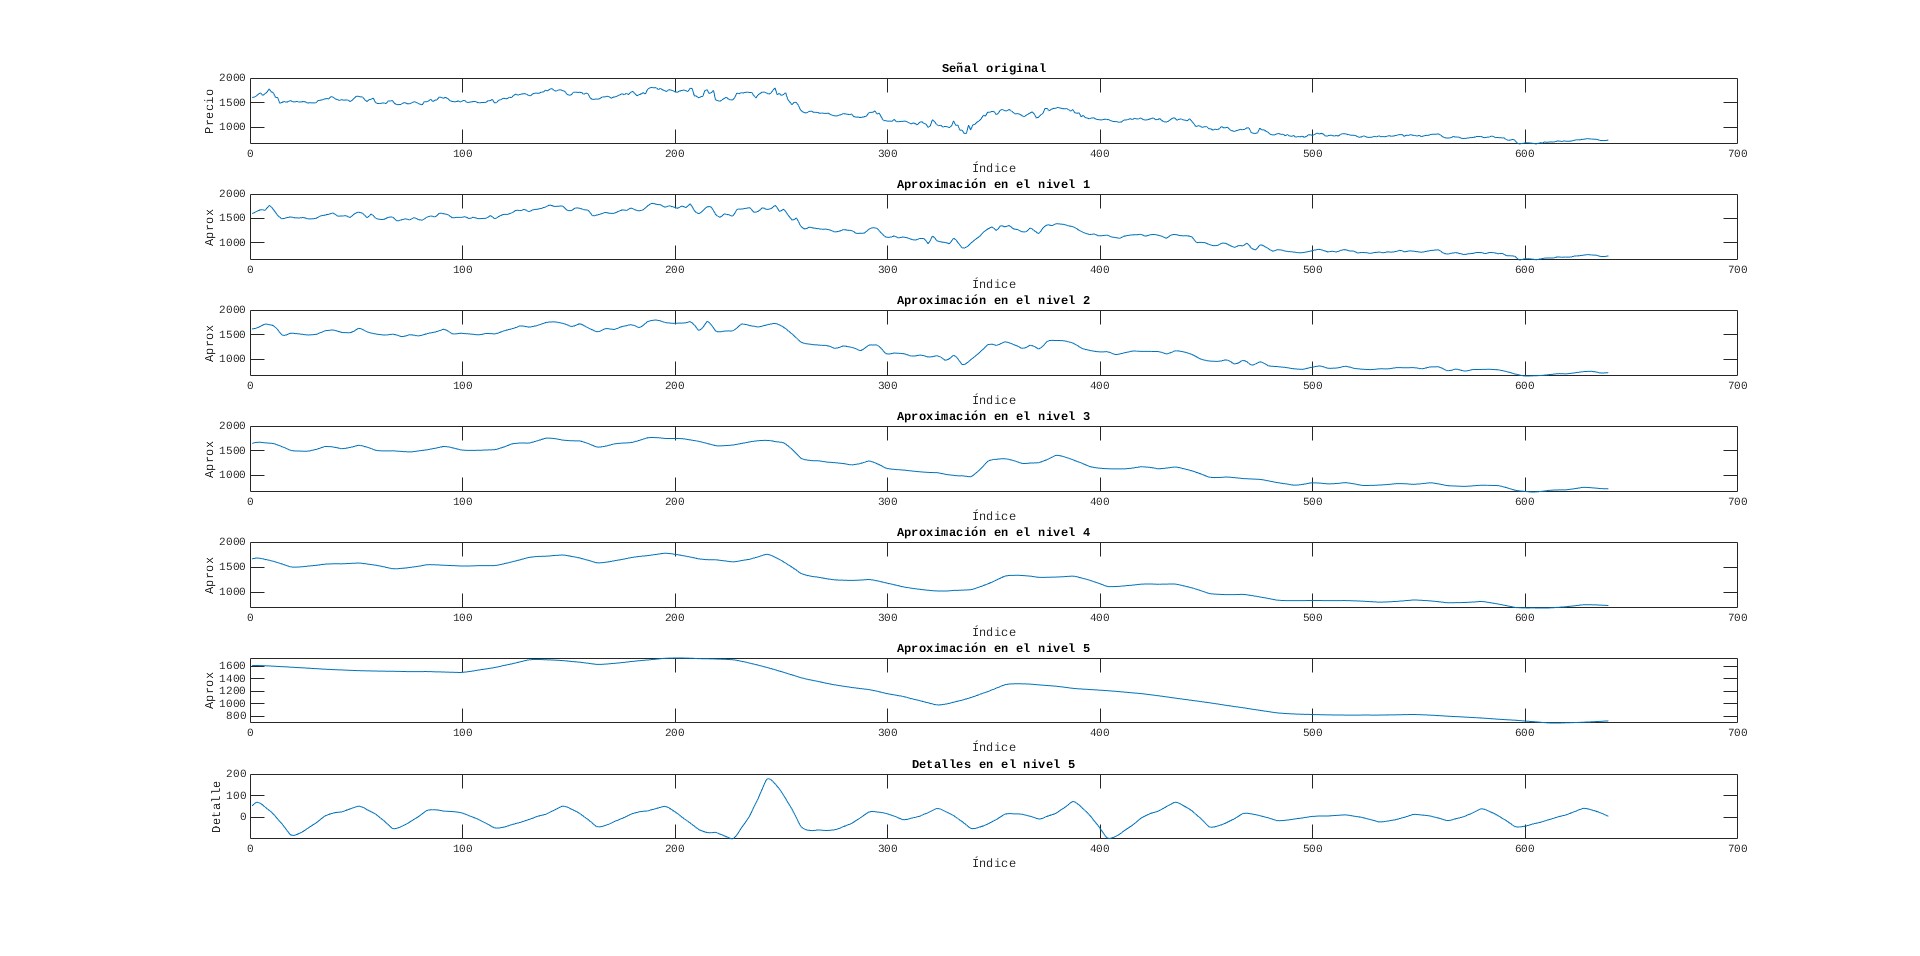 Señal original
2000
1500
1000
Precio
0 100 200 300 400 500 600 700
Índice
Aproximación en el nivel 1
2000
1500
1000
Aprox
0 100 200 300 400 500 600 700
Índice
Aproximación en el nivel 2
2000
1500
1000
Aprox
0 100 200 300 400 500 600 700
Índice
Aproximación en el nivel 3
2000
1500
1000
Aprox
0 100 200 300 400 500 600 700
Índice
Aproximación en el nivel 4
2000
1500
1000
Aprox
0 100 200 300 400 500 600 700
Índice
Aproximación en el nivel 5
1600
1400
1200
1000
800
Aprox
0 100 200 300 400 500 600 700
Índice
Detalles en el nivel 5
200
100
0
Detalle
0 100 200 300 400 500 600 700
Índice